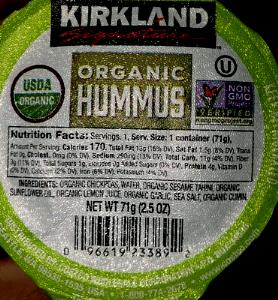 KIRKLAND
Signature
USDA
ORGANIC
ORGANIC
HUMMUS
U
NON
GMO
Project
VERIFIED
nongmoproject.org
Nutrition Facts: Servings: 1, Serv. Size: 1 container (71g),
Amount Per Serving: Calories 170, Total Fat 13g (16% DV), Sat Fat 1.5g (8% DV), Trans
Fat 0g, Cholest. 0mg (0% DV), Sodium 290mg (13% DV), Total Carb. 11g (4% DV), Fiber
3g (11% DV), Total Sugars 1g, Includes 0g Added Sugars (0% DV), Protein 4g, Vitamin D
(0% DV), Calcium (2% DV), Iron (6% DV), Potassium (4% DV).
INGREDIENTS: ORGANIC CHICKPEAS, WATER, ORGANIC SESAME TAHINI, ORGANIC
SUNFLOWER OIL, ORGANIC LEMON JUICE, ORGANIC GARLIC, SEA SALT, ORGANIC CUMIN.
NET WT 71g (2.5 OZ)
0 96619 23389 2